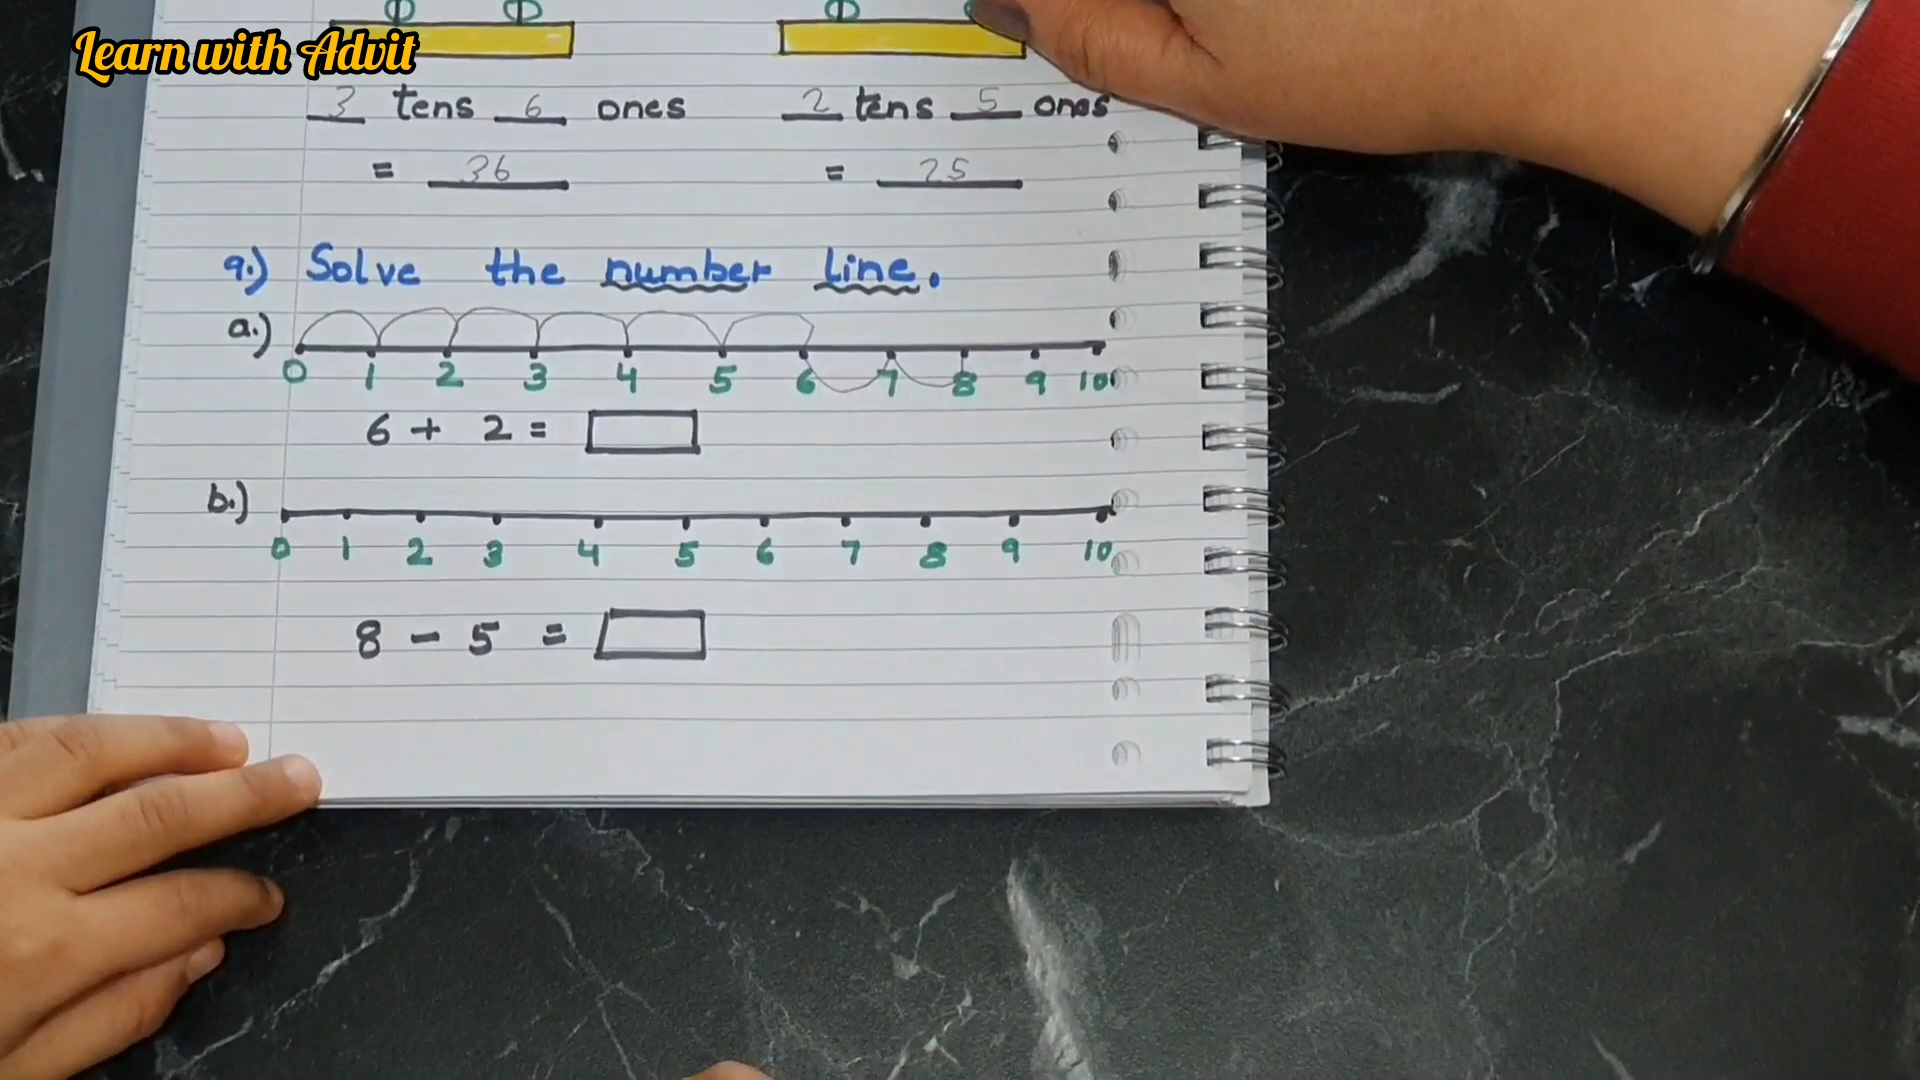 Learn with Advit
3 tens 6 ones 2 tens 5 ones
= 36 = 25
9.) Solve the number line.
a.)
0 1 2 3 4 5 6 7 8 9 10
6 + 2 =
b.)
0 1 2 3 4 5 6 7 8 9 10
8 - 5 =